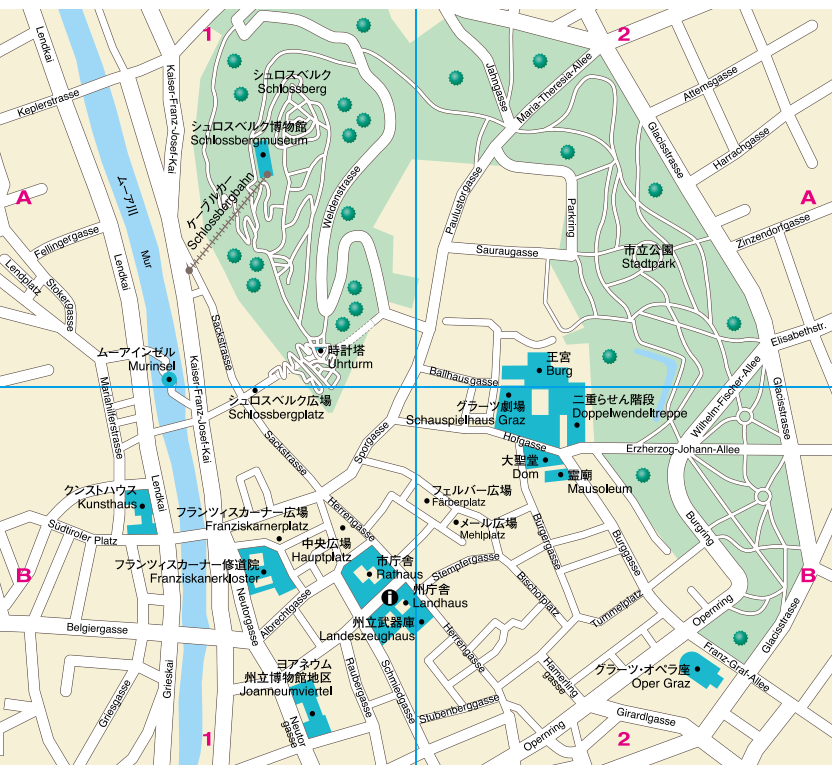 1
2
Lendkai
Kaiser-Franz-Josef-Kai
Keplerstrasse
シュロスベルク
Schlossberg
Jahngasse
Maria-Theresia-Allee
Attemsgasse
Glacisstrasse
Harrachgasse
シュロスベルク博物館
Schlossbergmuseum
A
A
ムーア川
Mur
ケーブルカー
Schlossbergbahn
Weldenstrasse
Paulustorgasse
Parkring
Sauraugasse
市立公園
Stadtpark
Zinzendorfgasse
Fellingergasse
Lendplatz
Stokergasse
Lendkai
Sackstrasse
Elisabethstr.
ムーアインゼル
Murinsel
時計塔
Uhrturm
王宮
Burg
Ballhausgasse
Mariahilferstrasse
Kaiser-Franz-Josef-Kai
シュロスベルク広場
Schlossbergplatz
グラーツ劇場
Schauspielhaus Graz
二重らせん階段
Doppelwendeltreppe
Wilhelm-Fischer-Allee
Glacisstrasse
Sackstrasse
Sporgasse
Hofgasse
Erzherzog-Johann-Allee
大聖堂
Dom
霊廟
Mausoleum
クンストハウス
Kunsthaus
Lendkai
フランツィスカーナー広場
Franziskarnerplatz
Herrengasse
フェルバー広場
Färberplatz
メール広場
Mehlplatz
Bürgergasse
Burggasse
Burgring
Südtiroler Platz
中央広場
Hauptplatz
B
B
フランツィスカーナー修道院
Franziskanerkloster
市庁舎
Rathaus
Stempfergasse
州庁舎
Landhaus
i
Bischofplatz
Tummelplatz
Opernring
Neutorgasse
Albrechtgasse
州立武器庫
Landeszeughaus
Belgiergasse
Herrengasse
Glacisstrasse
Franz-Graf-Allee
ヨアネウム
州立博物館地区
Joanneumviertel
Griesgasse
Grieskai
Raubergasse
Schmiedgasse
Hamerling
gasse
グラーツ・オペラ座
Oper Graz
Neutor
gasse
Stubenberggasse
Girardlgasse
Opernring
1
2